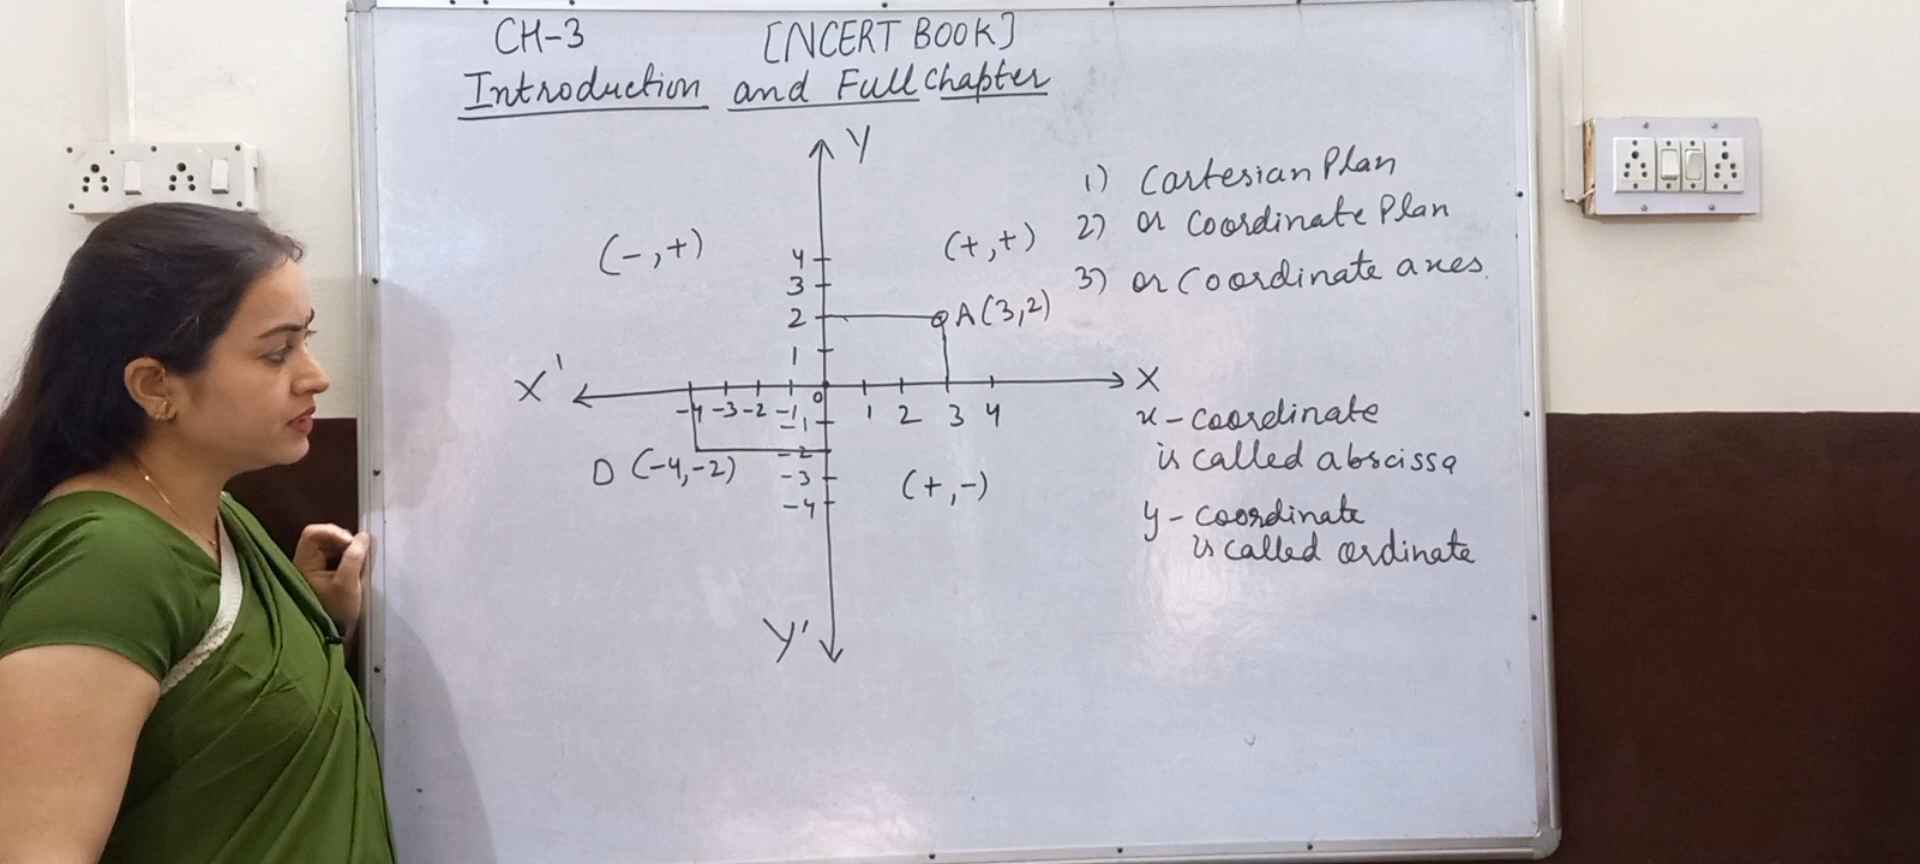 CH-3 [NCERT BOOK]
Introduction and Full Chapter
Y
1) Cartesian Plan
2) or Coordinate Plan
3) or Coordinate axes.
(-,+)
(+,+)
4
3
2
1
A(3,2)
X'
X
-4 -3 -2 -1 0 1 2 3 4
-1
-2
-3
-4
D (-4,-2)
(+,-)
x - coordinate
is called abscissa
y - coordinate
is called ordinate
Y'